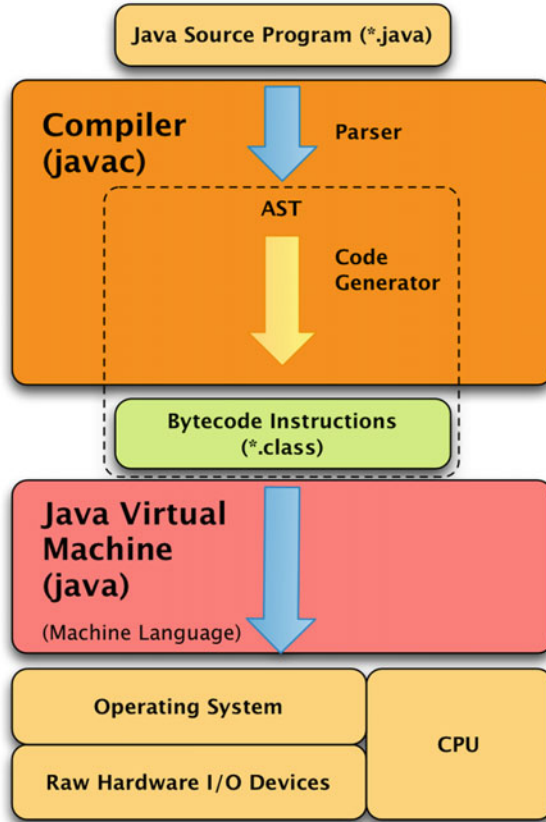 Java Source Program (*.java)
Compiler
(javac)
Parser
AST
Code
Generator
Bytecode Instructions
(*.class)
Java Virtual
Machine
(java)
(Machine Language)
Operating System
CPU
Raw Hardware I/O Devices